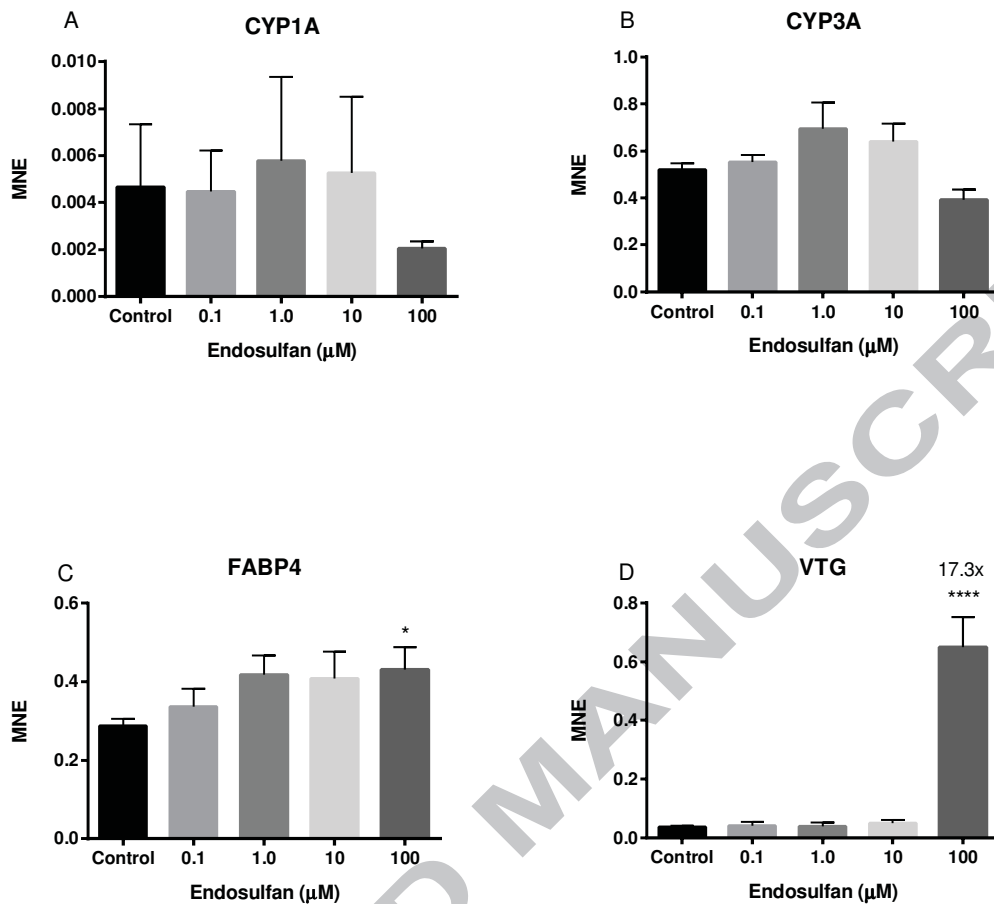 A
CYP1A
MNE
0.010
0.008
0.006
0.004
0.002
0.000
Control 0.1 1.0 10 100
Endosulfan (μM)
B
CYP3A
MNE
1.0
0.8
0.6
0.4
0.2
0.0
Control 0.1 1.0 10 100
Endosulfan (μM)
C
FABP4
MNE
0.6
0.4
0.2
0.0
*
Control 0.1 1.0 10 100
Endosulfan (μM)
D
VTG
17.3x
****
MNE
0.8
0.6
0.4
0.2
0.0
Control 0.1 1.0 10 100
Endosulfan (μM)
D MANUSCR